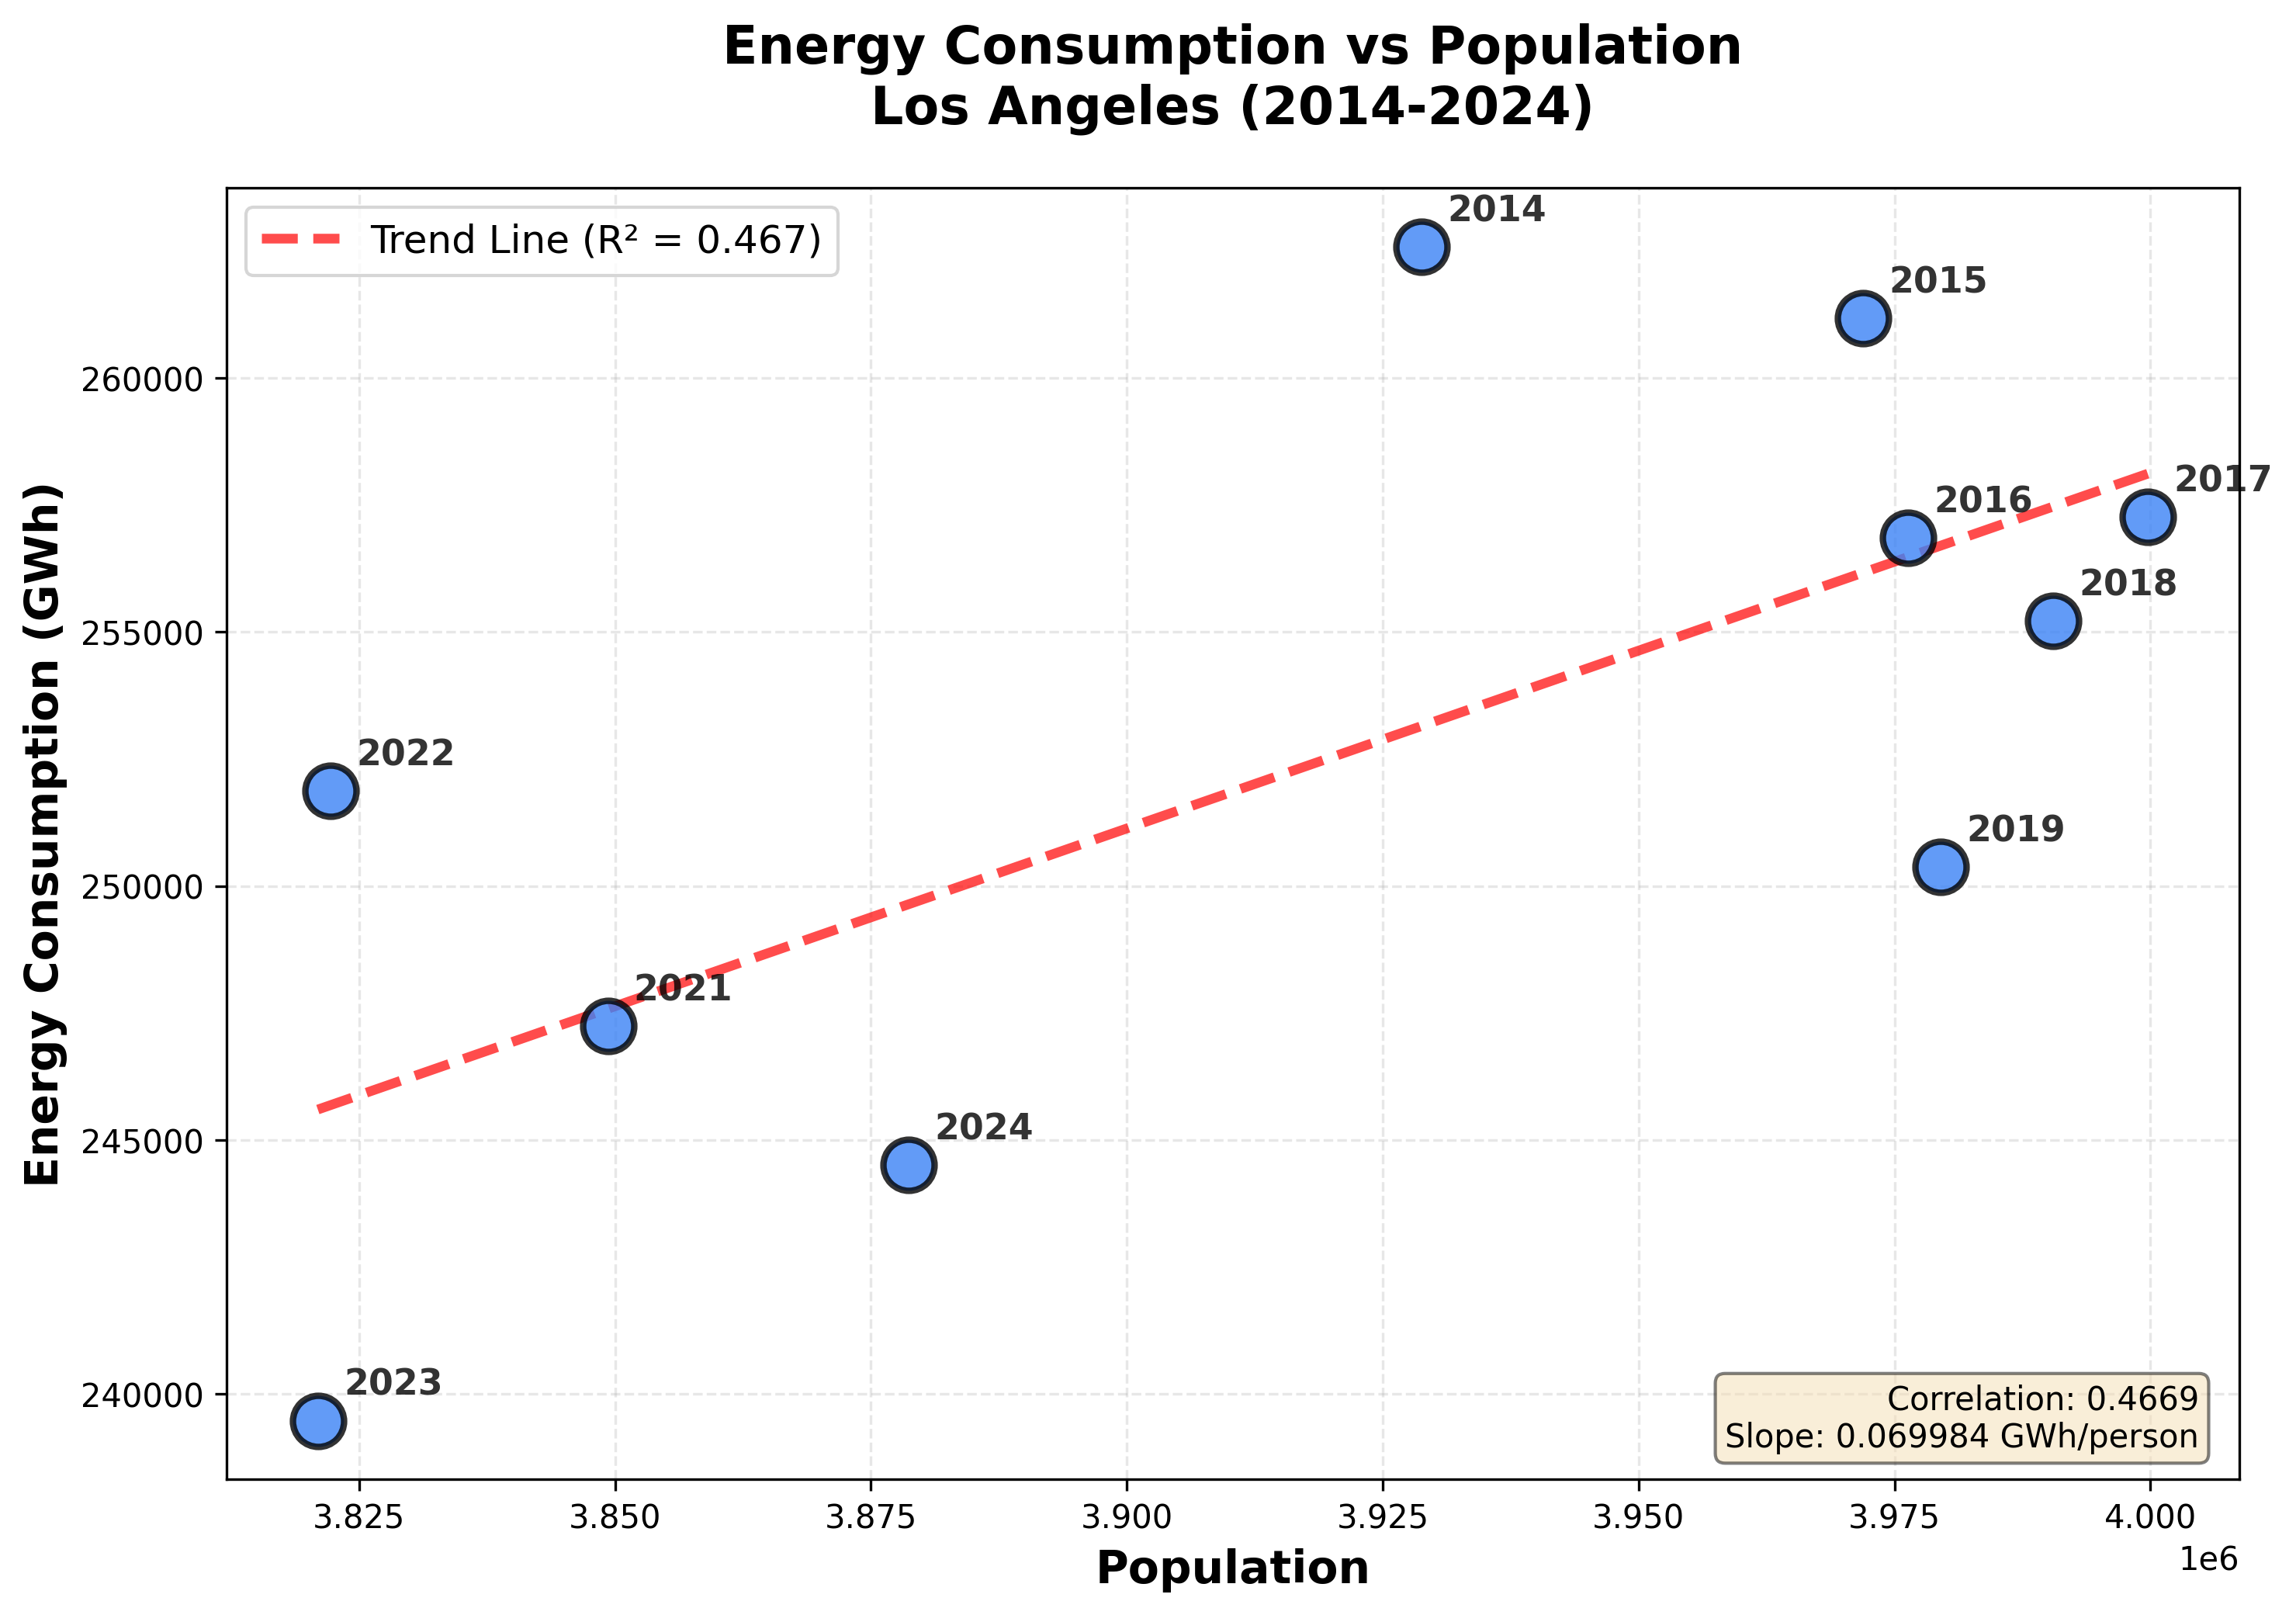 Energy Consumption vs Population
Los Angeles (2014-2024)
Trend Line (R² = 0.467)
2014
2015
2017
2016
2018
2022
2019
2021
2024
2023
Energy Consumption (GWh)
260000
255000
250000
245000
240000
Correlation: 0.4669
Slope: 0.069984 GWh/person
3.825
3.850
3.875
3.900
3.925
3.950
3.975
4.000
1e6
Population